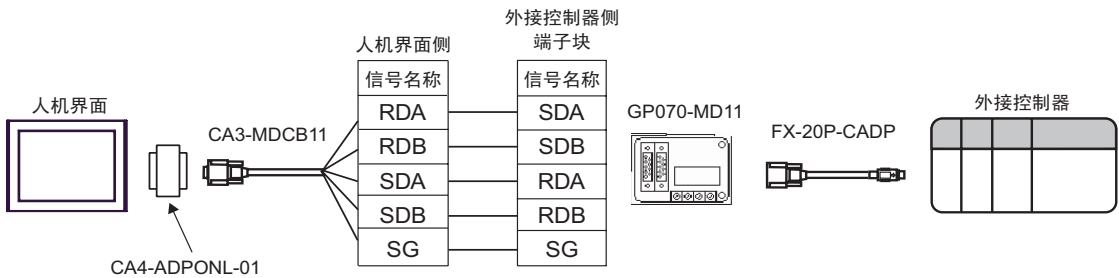 外接控制器侧
端子块
人机界面侧
信号名称
信号名称
人机界面
CA3-MDCB11
RDA
SDA
GP070-MD11
FX-20P-CADP
外接控制器
RDB
SDB
SDA
RDA
SDB
RDB
SG
SG
CA4-ADPONL-01